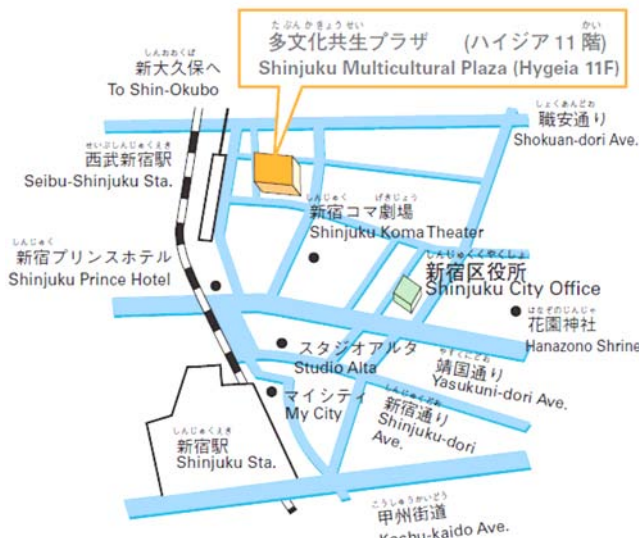 たぶんかきょうせい かい
多文化共生プラザ (ハイジア 11 階)
Shinjuku Multicultural Plaza (Hygeia 11F)
しんおおくぼ
新大久保へ
To Shin-Okubo
しょくあんどお
職安通り
Shokuan-dori Ave.
せいぶしんじゅくえき
西武新宿駅
Seibu-Shinjuku Sta.
しんじゅく げきじょう
新宿コマ劇場
Shinjuku Koma Theater
しんじゅく
新宿プリンスホテル
Shinjuku Prince Hotel
しんじゅくくやくしょ
新宿区役所
Shinjuku City Office
はなぞのじんじゃ
花園神社
Hanazono Shrine
スタジオアルタ
Studio Alta
やすくにどお
靖国通り
Yasukuni-dori Ave.
マイシティ
My City
しんじゅくどお
新宿通り
Shinjuku-dori
Ave.
しんじゅくえき
新宿駅
Shinjuku Sta.
こうしゅうかいどう
甲州街道
Koshu-kaido Ave.